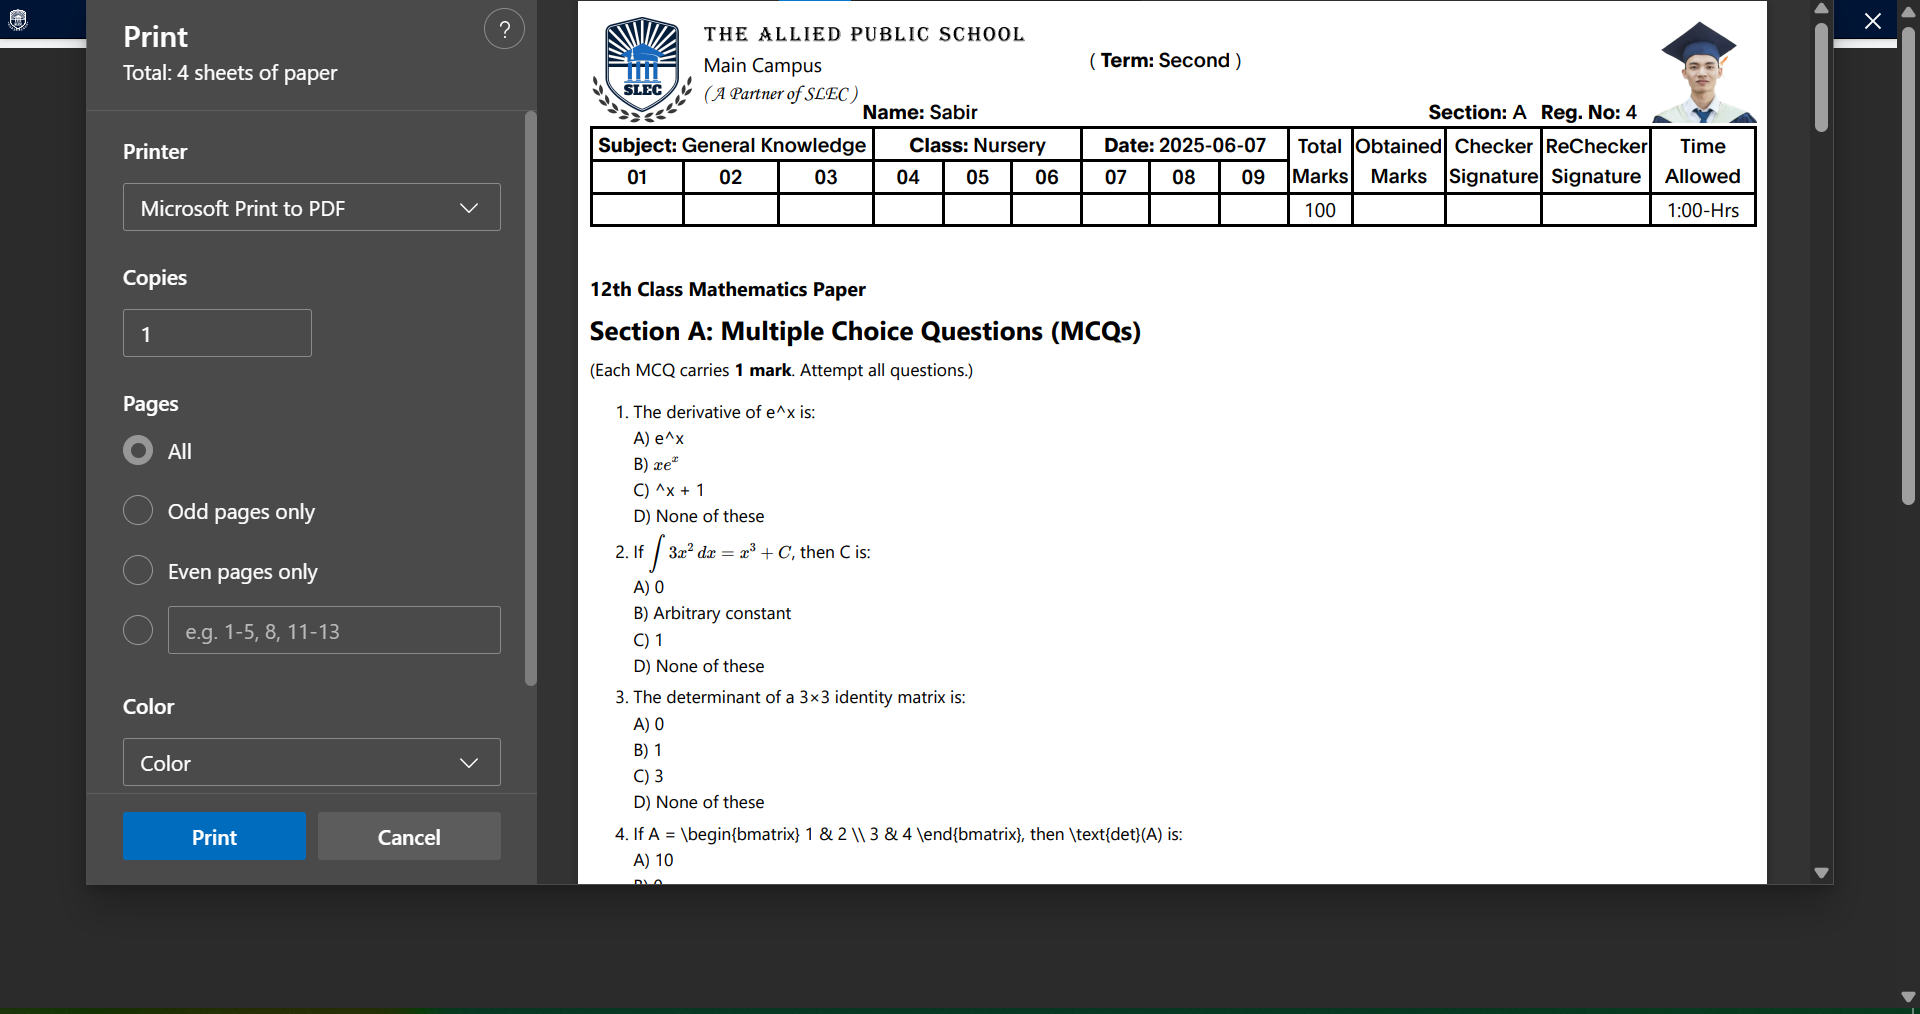 Print
?
Total: 4 sheets of paper
Printer
Microsoft Print to PDF
Copies
1
Pages
All
Odd pages only
Even pages only
e.g. 1-5, 8, 11-13
Color
Color
Print Cancel
SLEC
THE ALLIED PUBLIC SCHOOL
Main Campus
( A Partner of SLEC )
( Term: Second )
Name: Sabir Section: A Reg. No: 4
Subject: General Knowledge Class: Nursery Date: 2025-06-07 Total Marks Obtained Marks Checker Signature ReChecker Signature Time Allowed
01 02 03 04 05 06 07 08 09
100 1:00-Hrs
12th Class Mathematics Paper
Section A: Multiple Choice Questions (MCQs)
(Each MCQ carries 1 mark. Attempt all questions.)
1. The derivative of e^x is:
A) e^x
B) xeˣ
C) ^x + 1
D) None of these
2. If ∫ 3x² dx = x³ + C, then C is:
A) 0
B) Arbitrary constant
C) 1
D) None of these
3. The determinant of a 3×3 identity matrix is:
A) 0
B) 1
C) 3
D) None of these
4. If A = \begin{bmatrix} 1 & 2 \\ 3 & 4 \end{bmatrix}, then \text{det}(A) is:
A) 10